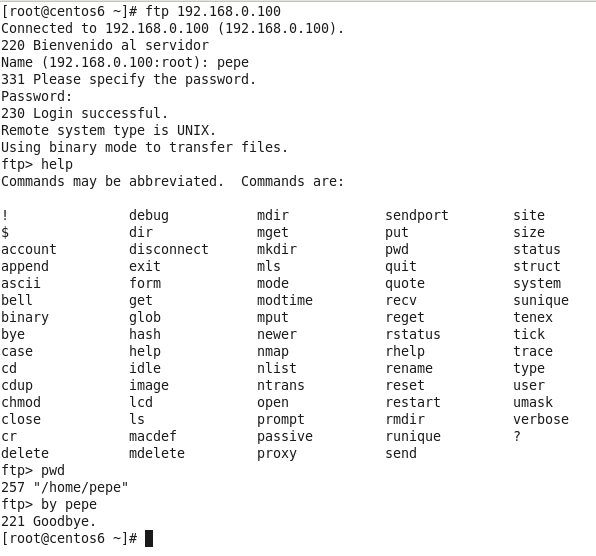 [root@centos6 ~]# ftp 192.168.0.100
Connected to 192.168.0.100 (192.168.0.100).
220 Bienvenido al servidor
Name (192.168.0.100:root): pepe
331 Please specify the password.
Password:
230 Login successful.
Remote system type is UNIX.
Using binary mode to transfer files.
ftp> help
Commands may be abbreviated.  Commands are:

!               debug           mdir            sendport        site
$               dir             mget            put             size
account         disconnect      mkdir           pwd             status
append          exit            mls             quit            struct
ascii           form            mode            quote           system
bell            get             modtime         recv            sunique
binary          glob            mput            reget           tenex
bye             hash            newer           rstatus         tick
case            help            nmap            rhelp           trace
cd              idle            nlist           rename          type
cdup            image           ntrans          reset           user
chmod           lcd             open            restart         umask
close           ls              prompt          rmdir           verbose
cr              macdef          passive         runique         ?
delete          mdelete         proxy           send
ftp> pwd
257 "/home/pepe"
ftp> by pepe
221 Goodbye.
[root@centos6 ~]#